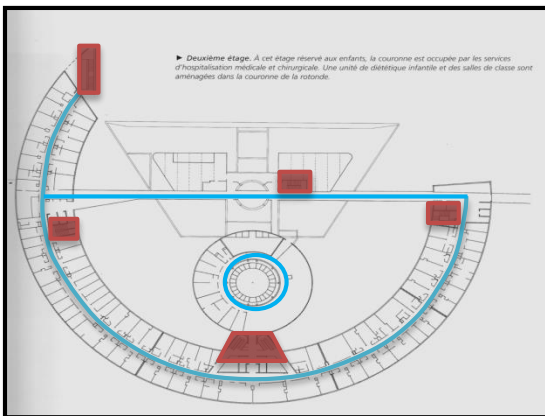 ► Deuxième étage. À cet étage réservé aux enfants, la couronne est occupée par les services
d'hospitalisation médicale et chirurgicale. Une unité de diététique infantile et des salles de classe sont
aménagées dans la couronne de la rotonde.